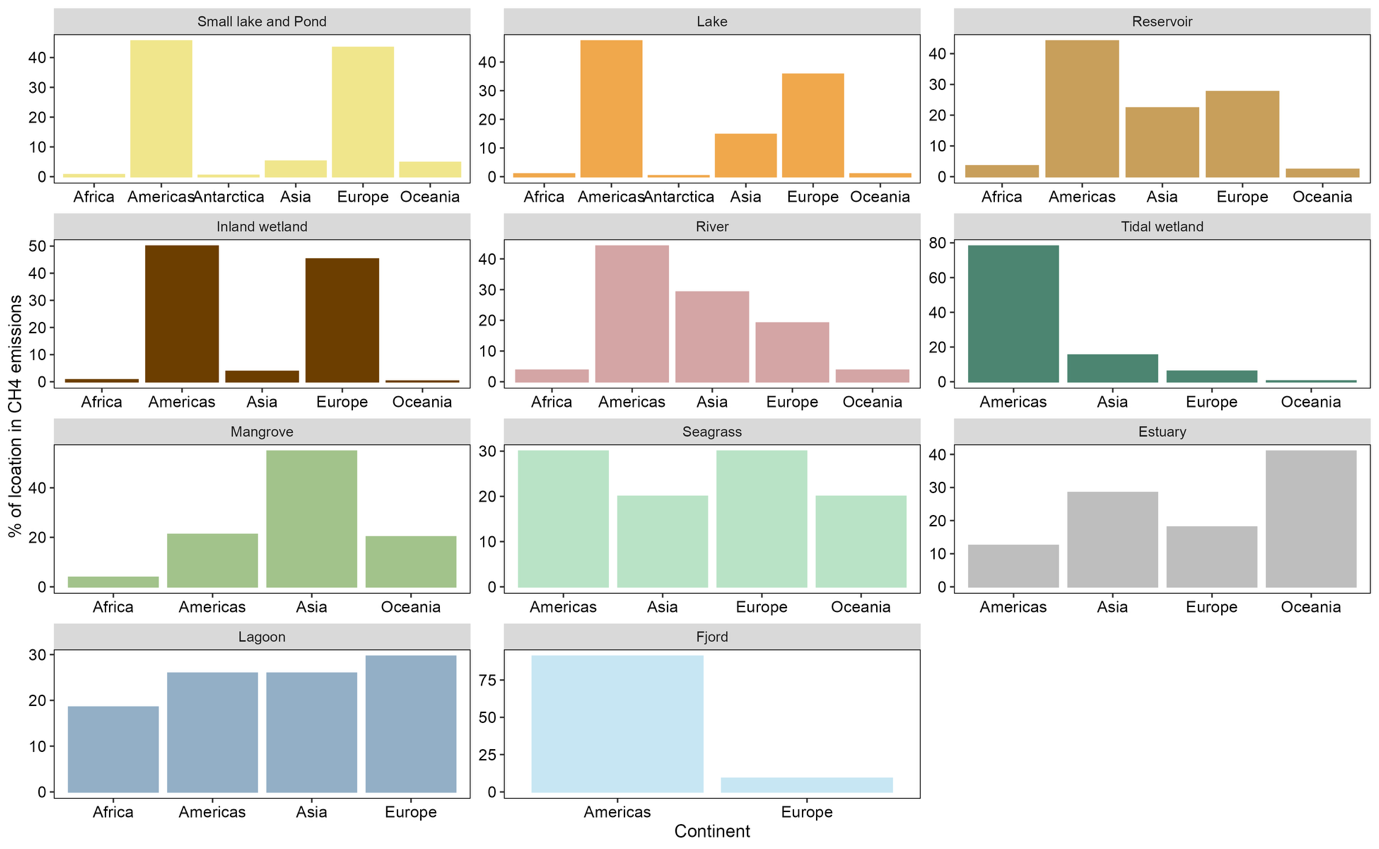 Small lake and Pond
Lake
Reservoir
40
30
20
10
0
Africa Americas Antarctica Asia Europe Oceania
40
30
20
10
0
Africa Americas Antarctica Asia Europe Oceania
40
30
20
10
0
Africa Americas Asia Europe Oceania
Inland wetland
River
Tidal wetland
50
40
30
20
10
0
Africa Americas Asia Europe Oceania
40
30
20
10
0
Africa Americas Asia Europe Oceania
80
60
40
20
0
Americas Asia Europe Oceania
% of lcoation in CH4 emissions
Mangrove
Seagrass
Estuary
40
20
0
Africa Americas Asia Oceania
30
20
10
0
Americas Asia Europe Oceania
40
30
20
10
0
Americas Asia Europe Oceania
Lagoon
Fjord
30
20
10
0
Africa Americas Asia Europe
75
50
25
0
Americas Europe
Continent